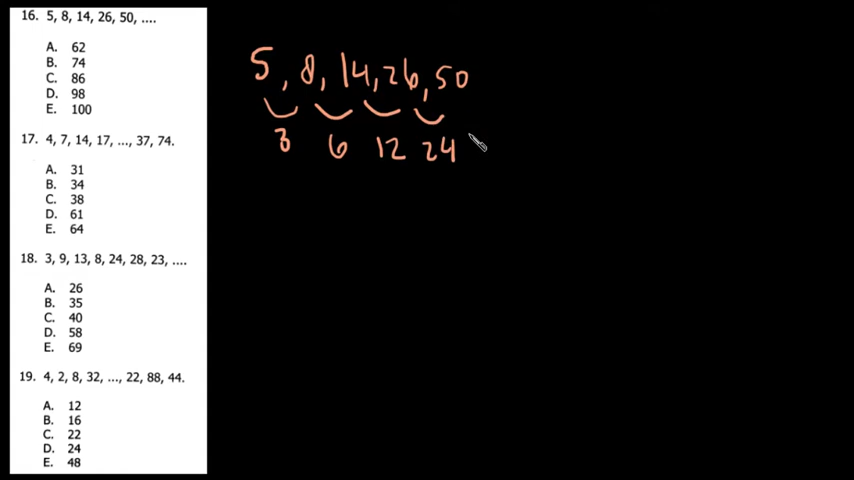 16. 5, 8, 14, 26, 50, ....
A. 62
B. 74
C. 86
D. 98
E. 100
17. 4, 7, 14, 17, ..., 37, 74.
A. 31
B. 34
C. 38
D. 61
E. 64
18. 3, 9, 13, 8, 24, 28, 23, ....
A. 26
B. 35
C. 40
D. 58
E. 69
19. 4, 2, 8, 32, ..., 22, 88, 44.
A. 12
B. 16
C. 22
D. 24
E. 48
5, 8, 14, 26, 50
3 6 12 24